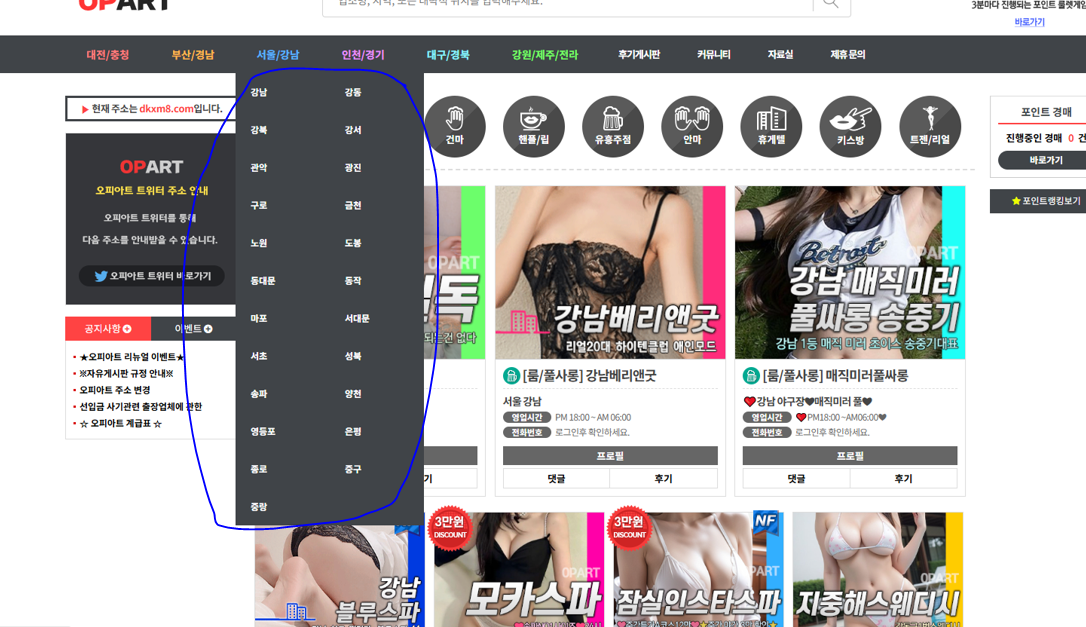 OPART
업소명, 지역, 또는 대략적 위치를 입력해주세요.
3분마다 진행되는 포인트 룰렛게임
바로가기
대전/충청 부산/경남 서울/강남 인천/경기 대구/경북 강원/제주/전라 후기게시판 커뮤니티 자료실 제휴문의
강남 강동
강북 강서
관악 광진
구로 금천
노원 도봉
동대문 동작
마포 서대문
서초 성북
송파 양천
영등포 은평
종로 중구
중랑
▶ 현재 주소는 dkxm8.com입니다.
OPART
오피아트 트위터 주소 안내
오피아트 트위터를 통해
다음 주소를 안내받을 수 있습니다.
오피아트 트위터 바로가기
공지사항 이벤트
★오피아트 리뉴얼 이벤트★
※자유게시판 규정 안내※
오피아트 주소 변경
선입금 사기관련 출장업체에 관한
☆ 오피아트 계급표 ☆
건마 핸플/립 유흥주점 안마 휴게텔 키스방 트젠/리얼
포인트 경매
진행중인 경매 0 건
바로가기
포인트랭킹보기
OPART
강남베리앤굿
리얼20대 하이텐클럽 애인모드
[룸/풀사롱] 강남베리앤굿
서울 강남
영업시간 PM 18:00 ~ AM 06:00
전화번호 로그인후 확인하세요.
프로필
댓글 후기
Detroit
OPART
강남 매직미러
풀싸롱 송중기
강남 1등 매직 미러 초이스 송중기대표
[룸/풀사롱] 매직미러풀싸롱
❤강남 야구장❤매직미러 풀❤
영업시간 ❤PM18:00 ~AM06:00❤
전화번호 로그인후 확인하세요.
프로필
댓글 후기
강남
블루스파
3만원
DISCOUNT
OPART
모카스파
3만원
DISCOUNT
NF
OPART
잠실인스타스파
OPART
지중해스웨디시